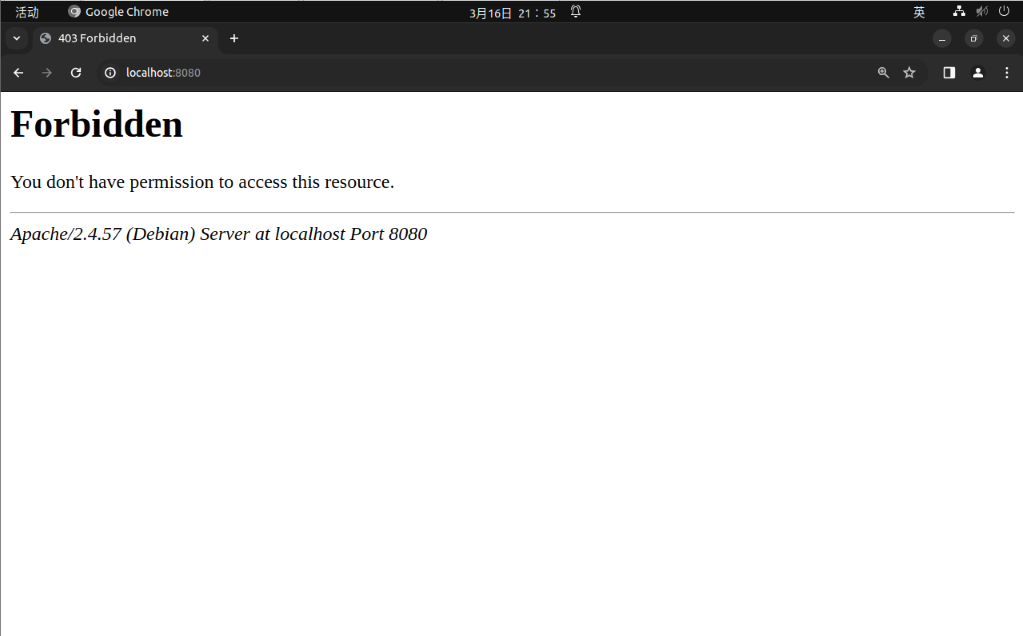 活动 Google Chrome 3月16日 21：55 英
403 Forbidden
localhost:8080
Forbidden
You don't have permission to access this resource.
Apache/2.4.57 (Debian) Server at localhost Port 8080